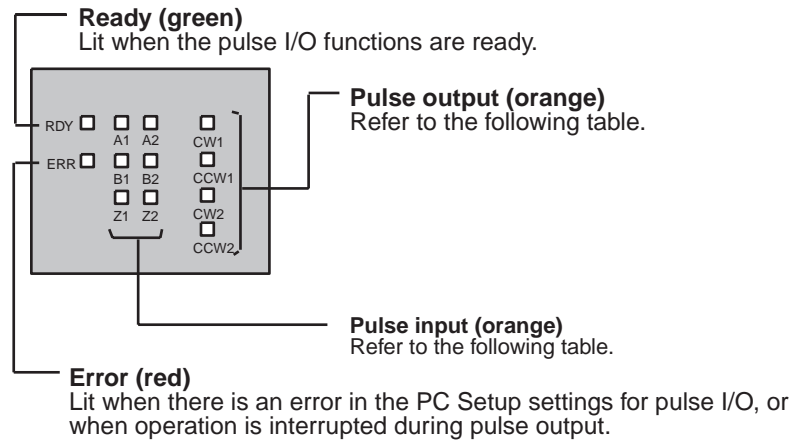 Ready (green)
Lit when the pulse I/O functions are ready.
Pulse output (orange)
Refer to the following table.
RDY
A1 A2
CW1
ERR
B1 B2
CCW1
Z1 Z2
CW2
CCW2
Pulse input (orange)
Refer to the following table.
Error (red)
Lit when there is an error in the PC Setup settings for pulse I/O, or
when operation is interrupted during pulse output.